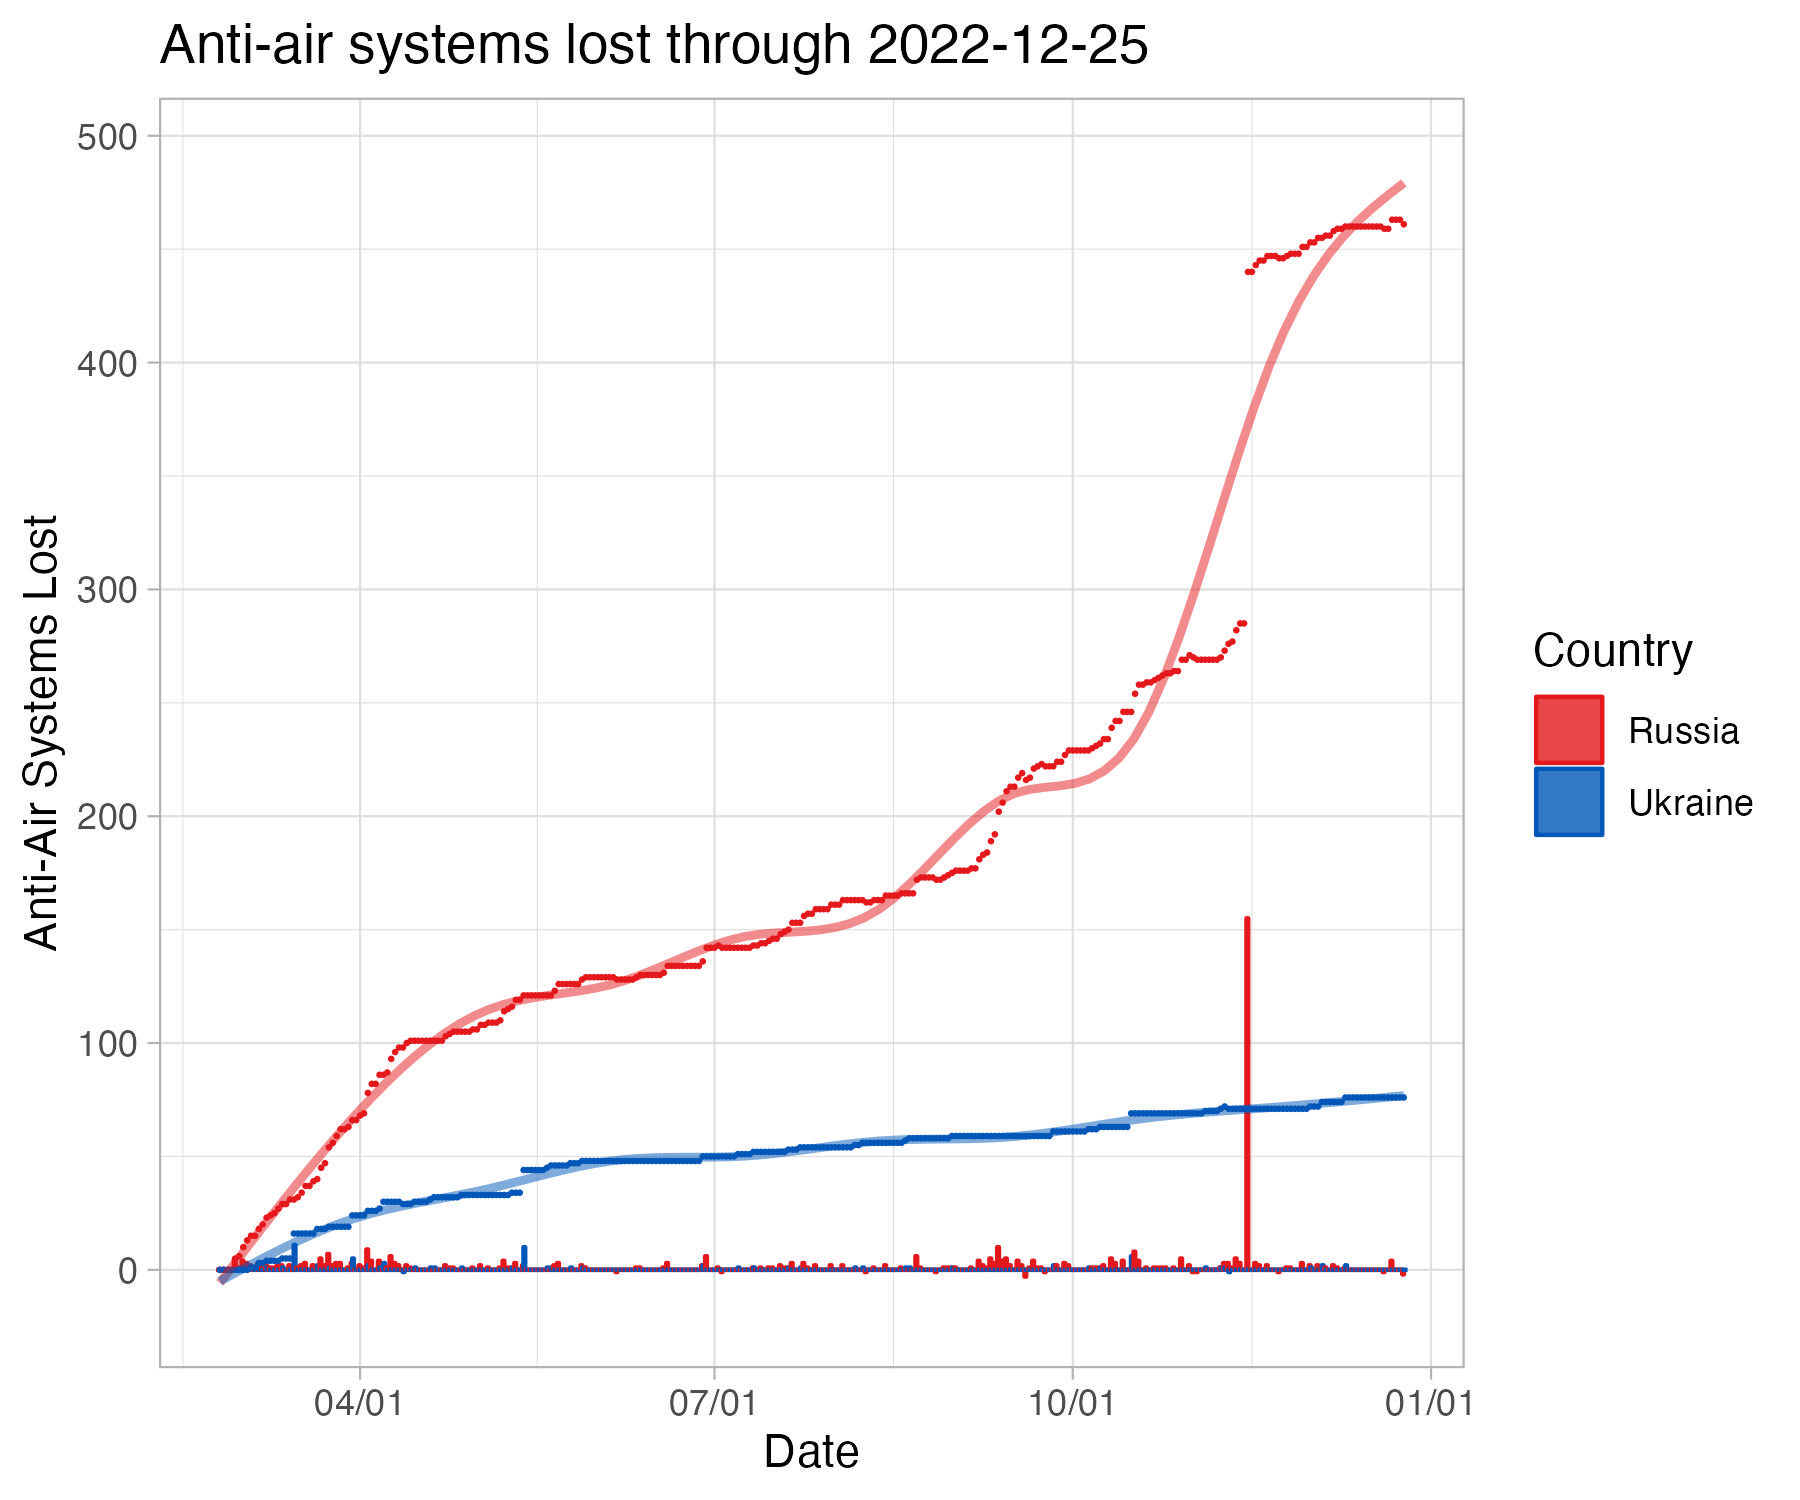 Anti-air systems lost through 2022-12-25
500
400
300
200
100
0
Anti-Air Systems Lost
04/01
07/01
10/01
01/01
Date
Country
Russia
Ukraine